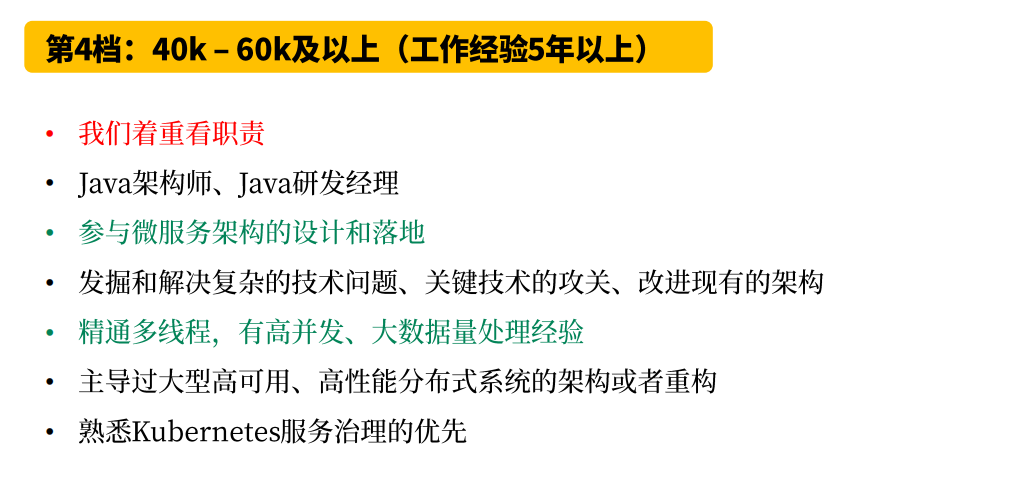 第4档：40k – 60k及以上（工作经验5年以上）
• 我们着重看职责
• Java架构师、Java研发经理
• 参与微服务架构的设计和落地
• 发掘和解决复杂的技术问题、关键技术的攻关、改进现有的架构
• 精通多线程，有高并发、大数据量处理经验
• 主导过大型高可用、高性能分布式系统的架构或者重构
• 熟悉Kubernetes服务治理的优先